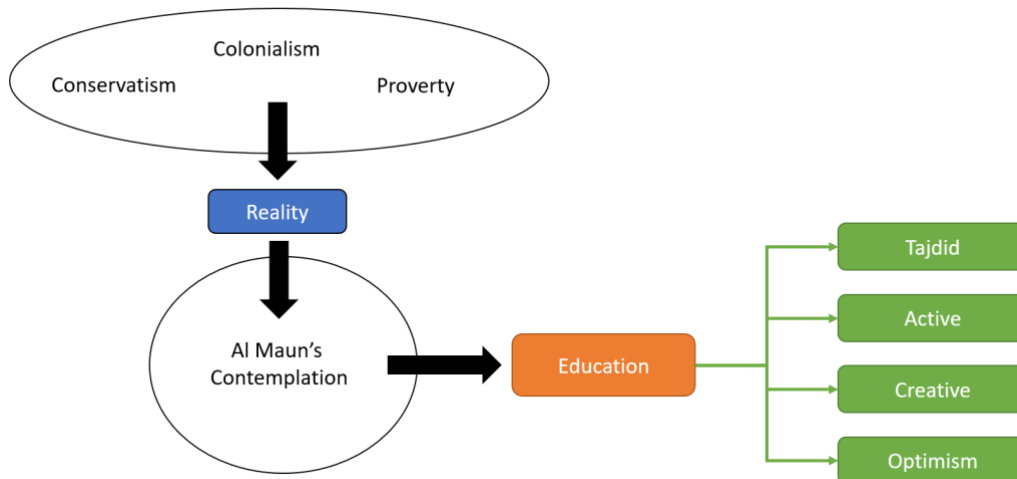 Colonialism
Conservatism
Proverty
Reality
Al Maun's
Contemplation
Education
Tajdid
Active
Creative
Optimism